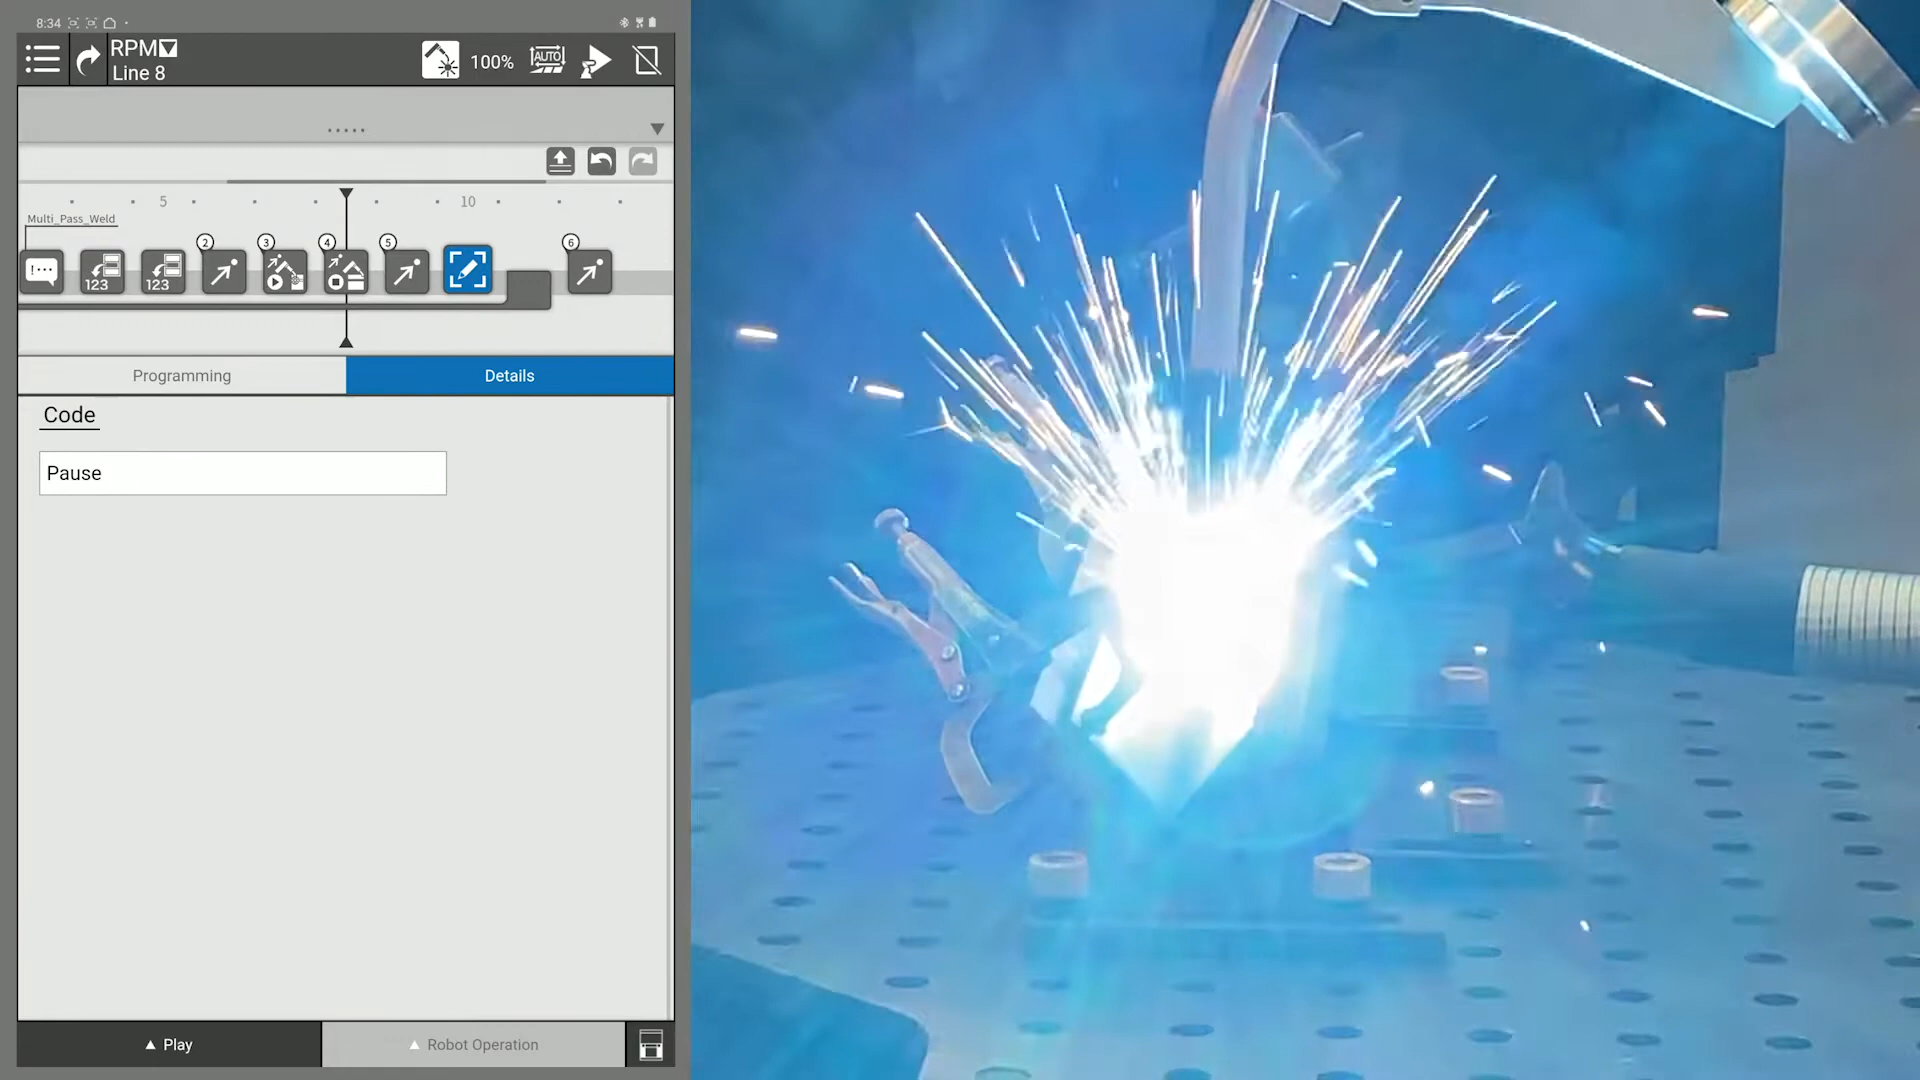 8:34
RPM
Line 8
100%
AUTO
5
10
Multi_Pass_Weld
2
3
4
5
6
!...
123
123
Programming
Details
Code
Pause
Play
Robot Operation